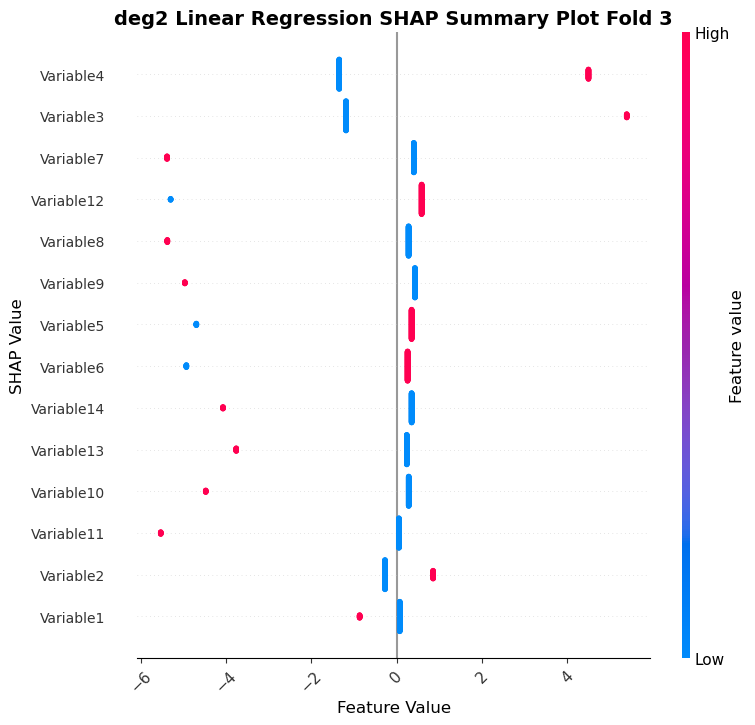 deg2 Linear Regression SHAP Summary Plot Fold 3
High
Variable4
Variable3
Variable7
Variable12
Variable8
Variable9
Variable5
Variable6
Variable14
Variable13
Variable10
Variable11
Variable2
Variable1
SHAP Value
Feature value
Low
−6
−4
−2
0
2
4
Feature Value